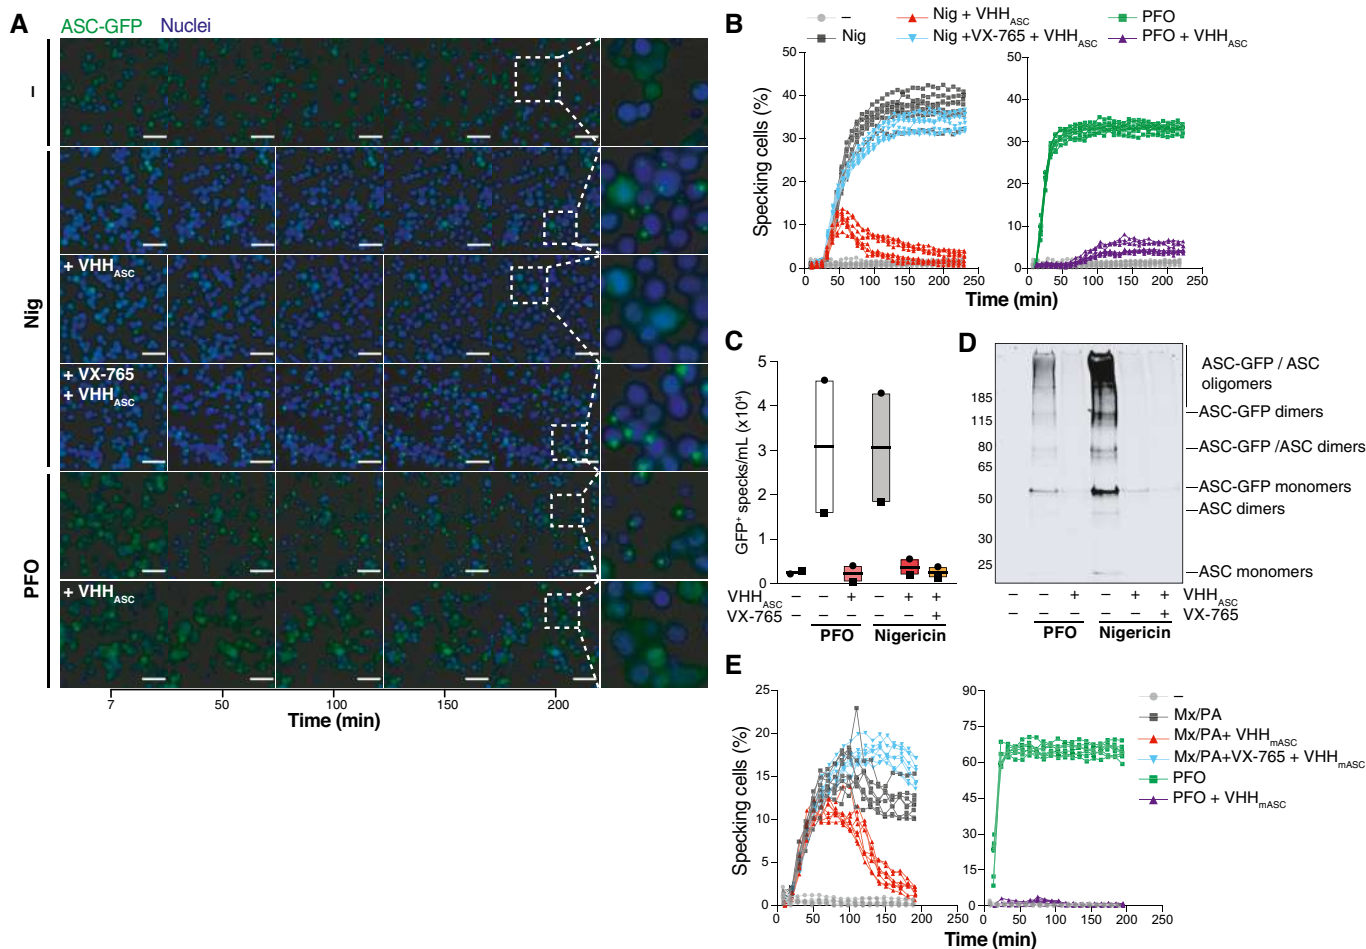 A
ASC-GFP Nuclei
–
Nig
+ VHHASC
+ VX-765
+ VHHASC
PFO
+ VHHASC
7 50 100 150 200
Time (min)
B
–
Nig
Nig + VHHASC
Nig +VX-765 + VHHASC
PFO
PFO + VHHASC
Specking cells (%)
50 40 30 20 10 0
0 50 100 150 200 250
50 40 30 20 10 0
0 50 100 150 200 250
Time (min)
C
GFP+ specks/mL (x10⁴)
5 4 3 2 1 0
VHHASC – – + – + +
VX-765 – – – – – +
PFO Nigericin
D
185
115
80
65
50
30
25
ASC-GFP / ASC
oligomers
ASC-GFP dimers
ASC-GFP /ASC dimers
ASC-GFP monomers
ASC dimers
ASC monomers
– – + – + + VHHASC
– – – – – + VX-765
PFO Nigericin
E
Specking cells (%)
25 20 15 10 5 0
0 50 100 150 200 250
90 75 60 45 30 15 0
0 50 100 150 200 250
Time (min)
–
Mx/PA
Mx/PA+ VHHmASC
Mx/PA+VX-765 + VHHmASC
PFO
PFO + VHHmASC